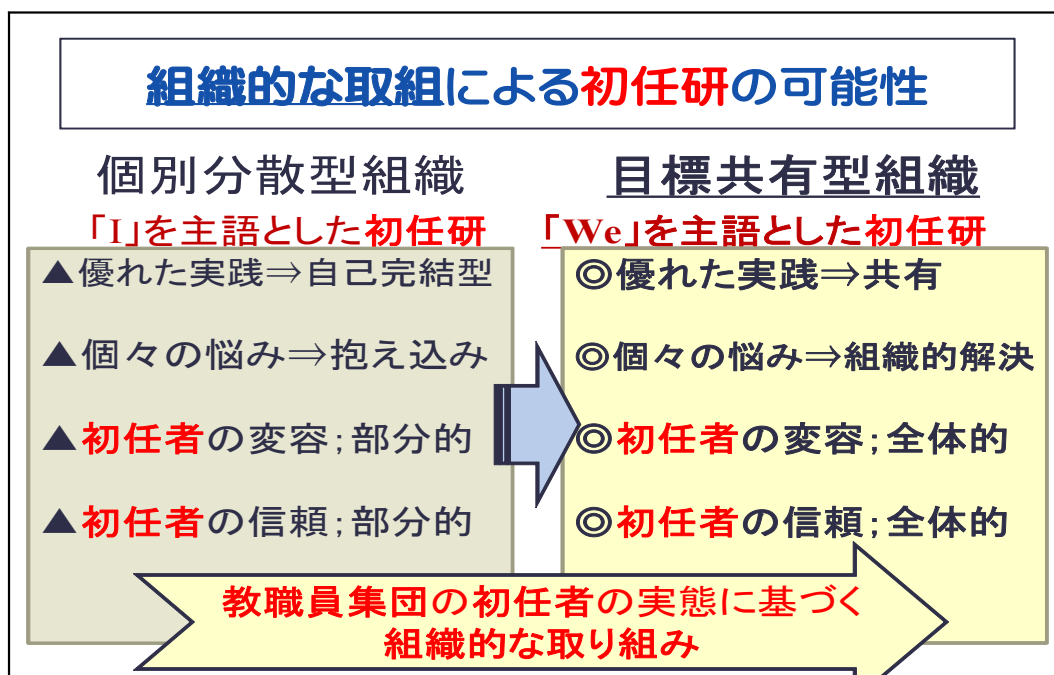 組織的な取組による初任研の可能性
個別分散型組織
「I」を主語とした初任研
▲優れた実践⇒自己完結型
▲個々の悩み⇒抱え込み
▲初任者の変容;部分的
▲初任者の信頼;部分的
目標共有型組織
「We」を主語とした初任研
◎優れた実践⇒共有
◎個々の悩み⇒組織的解決
◎初任者の変容;全体的
◎初任者の信頼;全体的
教職員集団の初任者の実態に基づく
組織的な取り組み